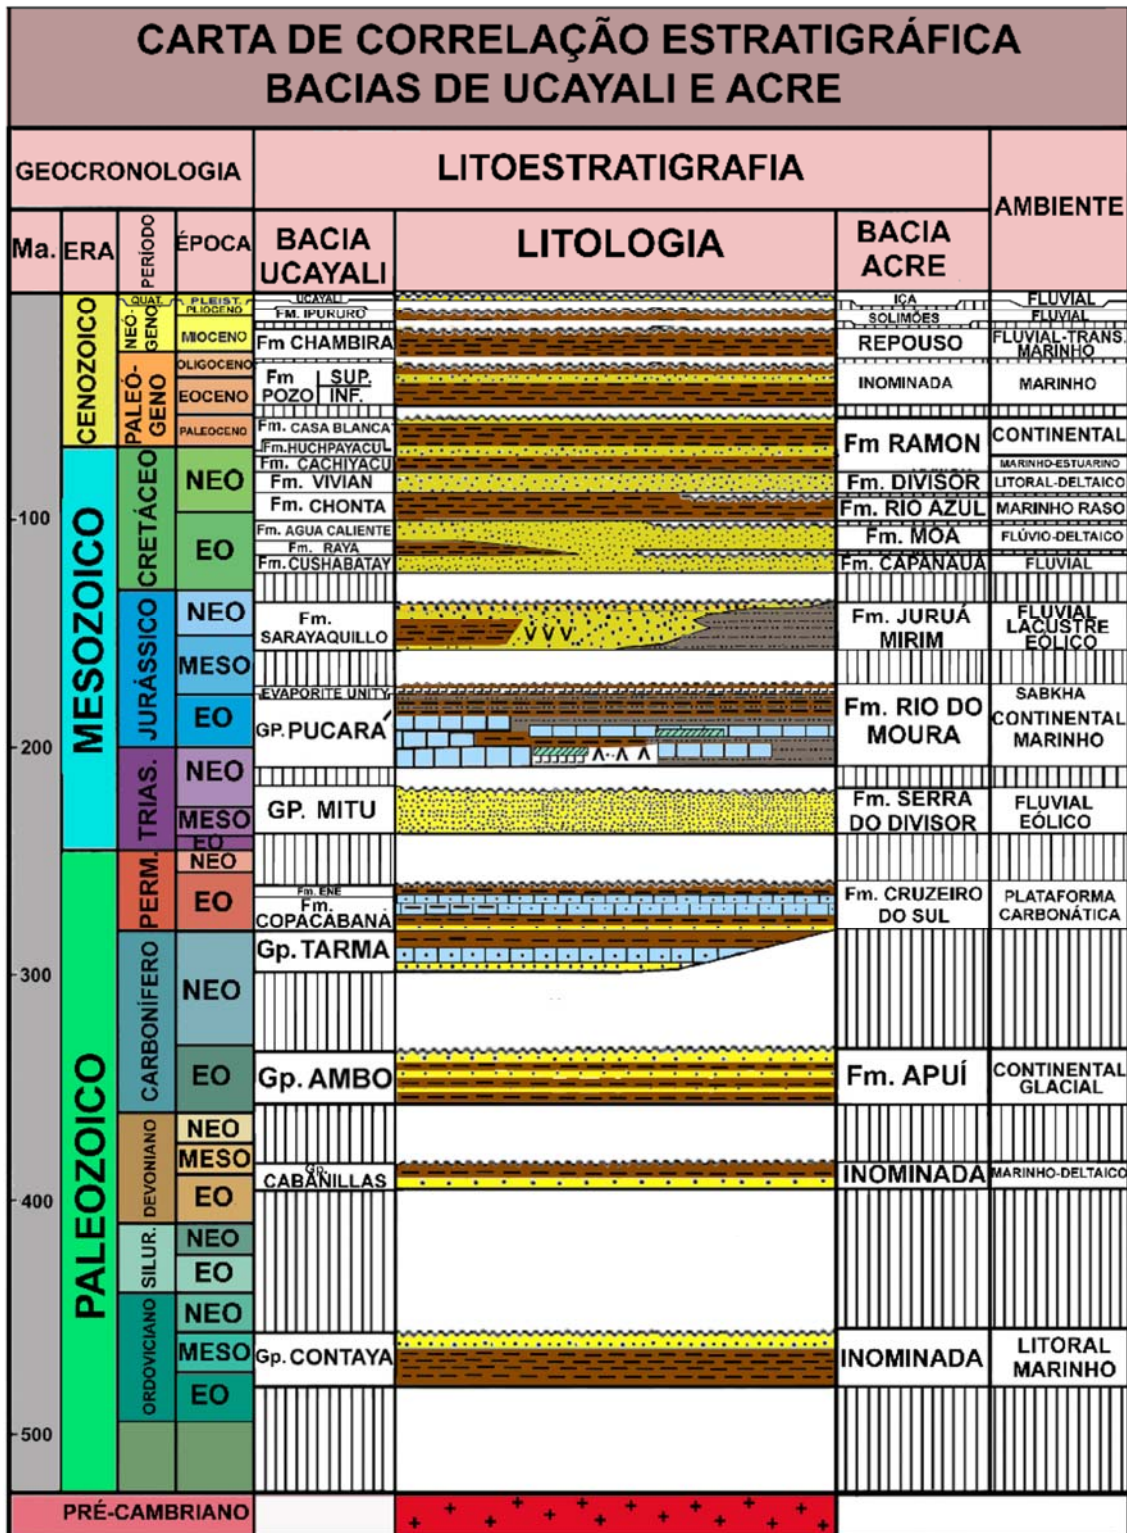 CARTA DE CORRELAÇÃO ESTRATIGRÁFICA
BACIAS DE UCAYALI E ACRE
GEOCRONOLOGIA
LITOESTRATIGRAFIA
AMBIENTE
Ma.
ERA
PERÍODO
ÉPOCA
BACIA
UCAYALI
LITOLOGIA
BACIA
ACRE
CENOZOICO
QUAT.
PLEIST.
UCAYALI
IÇA
FLUVIAL
NEÓ-
GENO
PLIOCENO
FM. IPURURO
SOLIMÕES
FLUVIAL
MIOCENO
Fm CHAMBIRA
REPOUSO
FLUVIAL-TRANS.
MARINHO
PALEÓ-
GENO
OLIGOCENO
EOCENO
Fm
POZO
SUP.
INF.
INOMINADA
MARINHO
PALEOCENO
Fm. CASA BLANCA
Fm.HUCHPAYACU
Fm RAMON
CONTINENTAL
MESOZOICO
CRETÁCEO
NEO
Fm. CACHIYACU
MARINHO-ESTUARINO
Fm. VIVIAN
Fm. DIVISOR
LITORAL-DELTAICO
Fm. CHONTA
Fm. RIO AZUL
MARINHO RASO
-100
EO
Fm. AGUA CALIENTE
Fm. MOA
FLÚVIO-DELTAICO
Fm. RAYA
Fm. CUSHABATAY
Fm. CAPANAUA
FLUVIAL
JURÁSSICO
NEO
Fm.
SARAYAQUILLO
V V V
Fm. JURUÁ
MIRIM
FLUVIAL
LACUSTRE
EÓLICO
MESO
EO
EVAPORITE UNITY
GP. PUCARÁ
Fm. RIO DO
MOURA
SABKHA
CONTINENTAL
MARINHO
-200
TRIAS.
NEO
MESO
EO
GP. MITU
Fm. SERRA
DO DIVISOR
FLUVIAL
EÓLICO
PALEOZOICO
PERM.
NEO
EO
Fm. ENE
Fm.
COPACABANA
Fm. CRUZEIRO
DO SUL
PLATAFORMA
CARBONÁTICA
CARBONÍFERO
NEO
Gp. TARMA
-300
EO
Gp. AMBO
Fm. APUÍ
CONTINENTAL
GLACIAL
DEVONIANO
NEO
MESO
EO
Gp.
CABANILLAS
INOMINADA
MARINHO-DELTAICO
-400
SILUR.
NEO
EO
ORDOVICIANO
NEO
MESO
EO
Gp. CONTAYA
INOMINADA
LITORAL
MARINHO
-500
PRÉ-CAMBRIANO